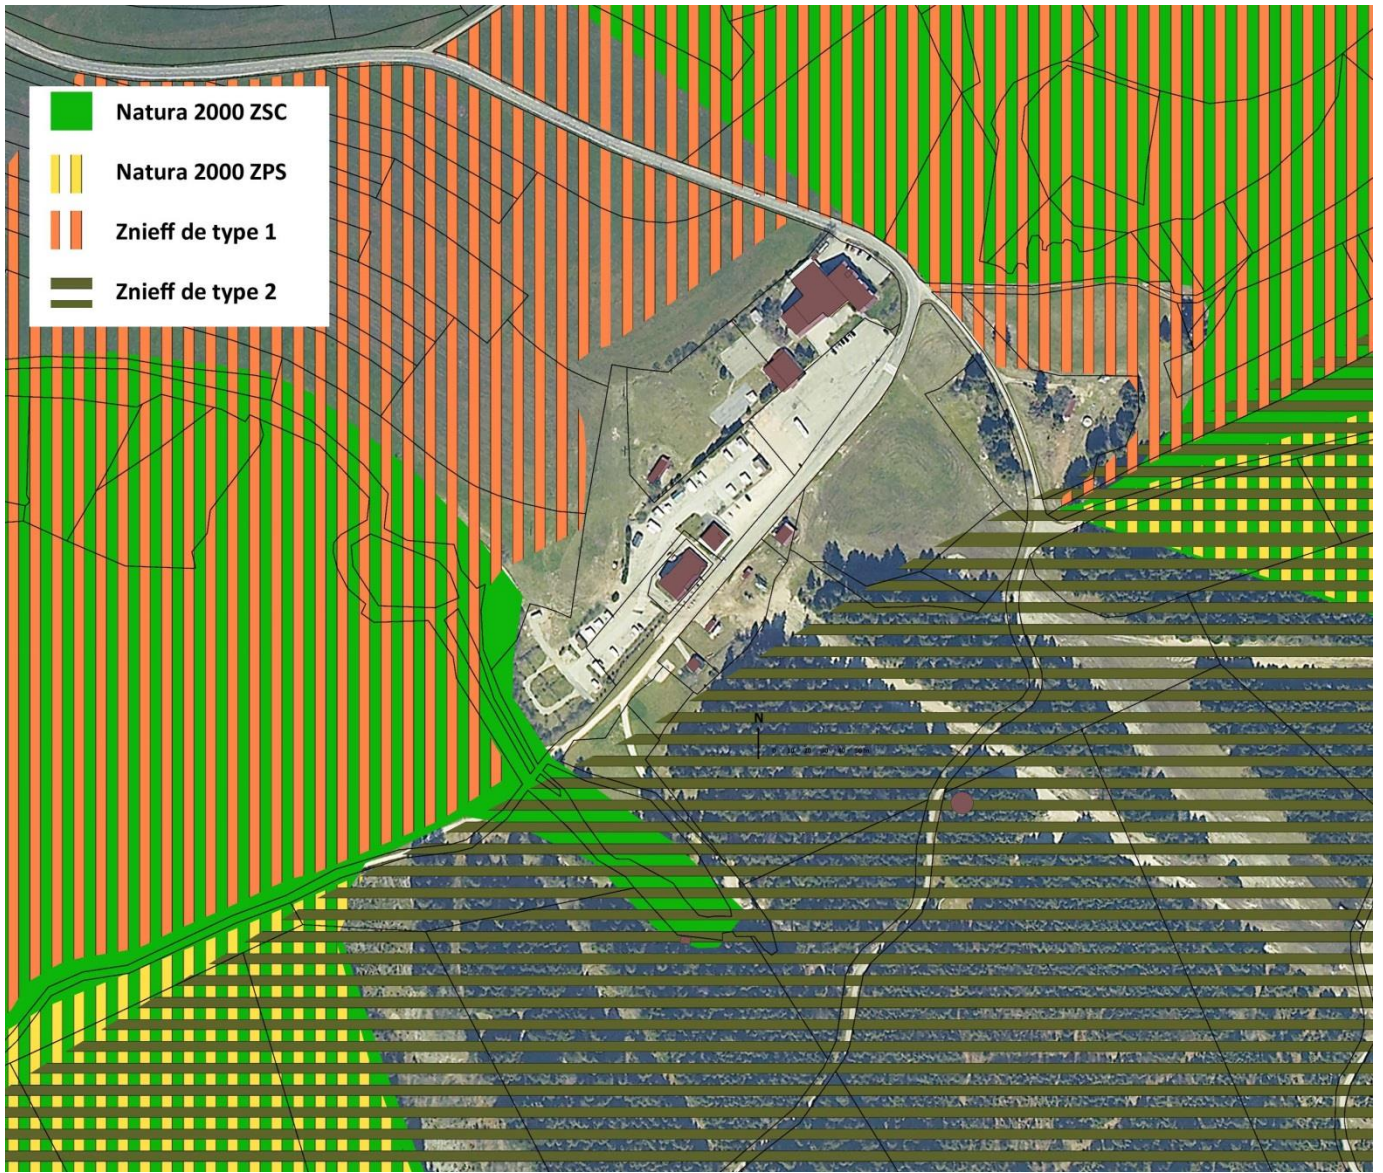 Natura 2000 ZSC
Natura 2000 ZPS
Znieff de type 1
Znieff de type 2
N